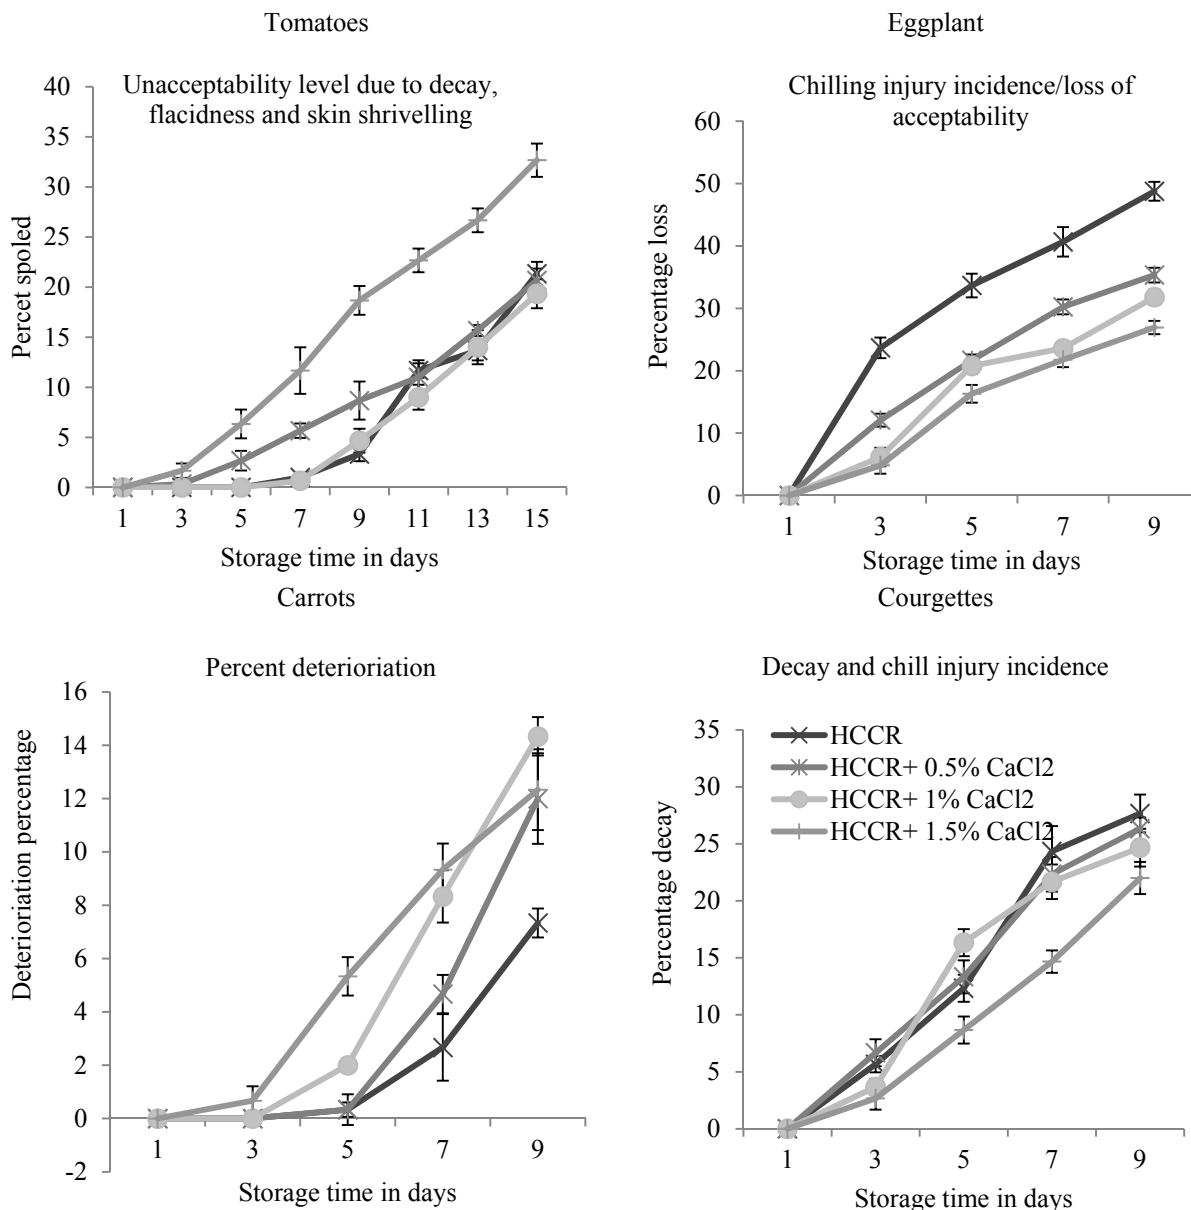 Tomatoes
Unacceptability level due to decay,
flacidness and skin shrivelling
Percet spoled
40
35
30
25
20
15
10
5
0
1 3 5 7 9 11 13 15
Storage time in days
Eggplant
Chilling injury incidence/loss of
acceptability
Percentage loss
60
50
40
30
20
10
0
1 3 5 7 9
Storage time in days
Carrots
Percent deterioriation
Deterioriation percentage
16
14
12
10
8
6
4
2
0
-2
1 3 5 7 9
Storage time in days
Courgettes
Decay and chill injury incidence
Percentage decay
35
30
25
20
15
10
5
0
HCCR
HCCR+ 0.5% CaCl2
HCCR+ 1% CaCl2
HCCR+ 1.5% CaCl2
1 3 5 7 9
Storage time in days